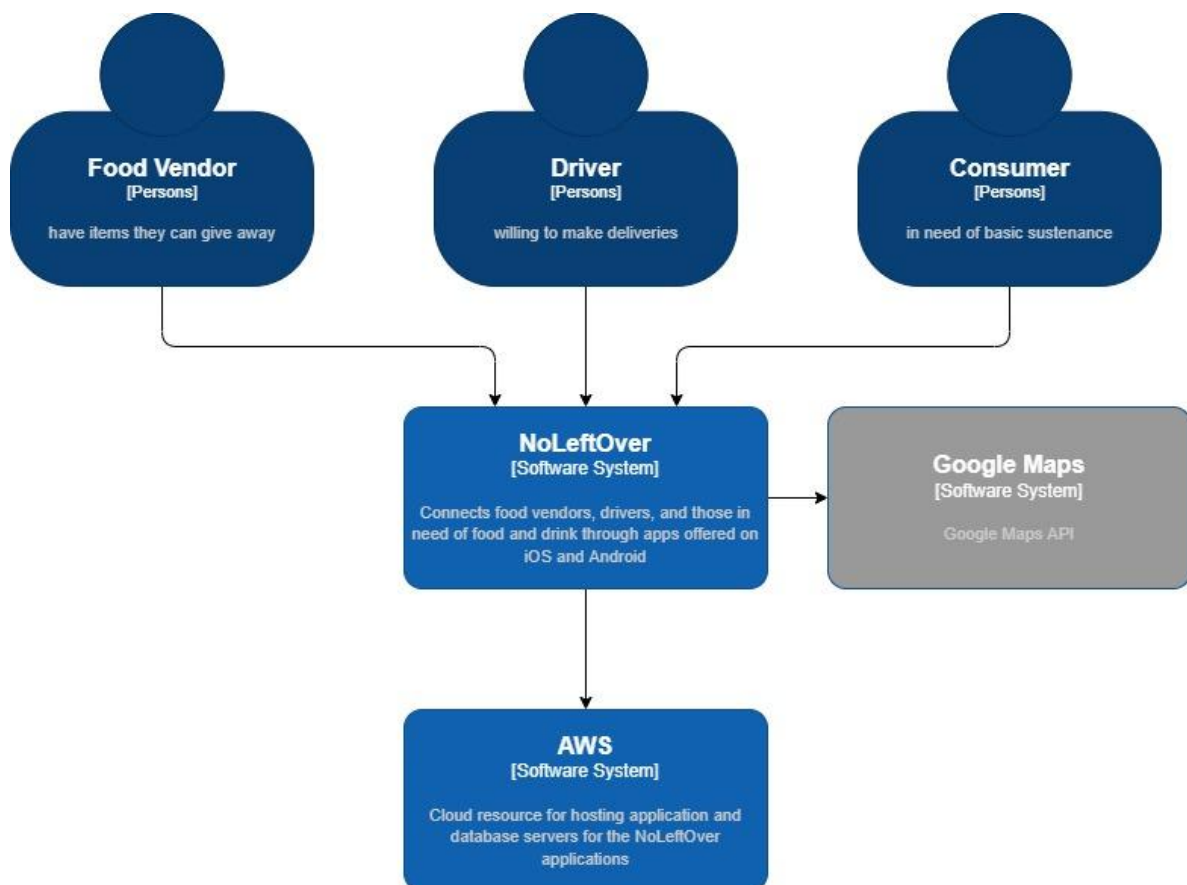 Food Vendor
[Persons]
have items they can give away
Driver
[Persons]
willing to make deliveries
Consumer
[Persons]
in need of basic sustenance
NoLeftOver
[Software System]
Connects food vendors, drivers, and those in
need of food and drink through apps offered on
iOS and Android
Google Maps
[Software System]
Google Maps API
AWS
[Software System]
Cloud resource for hosting application and
database servers for the NoLeftOver
applications